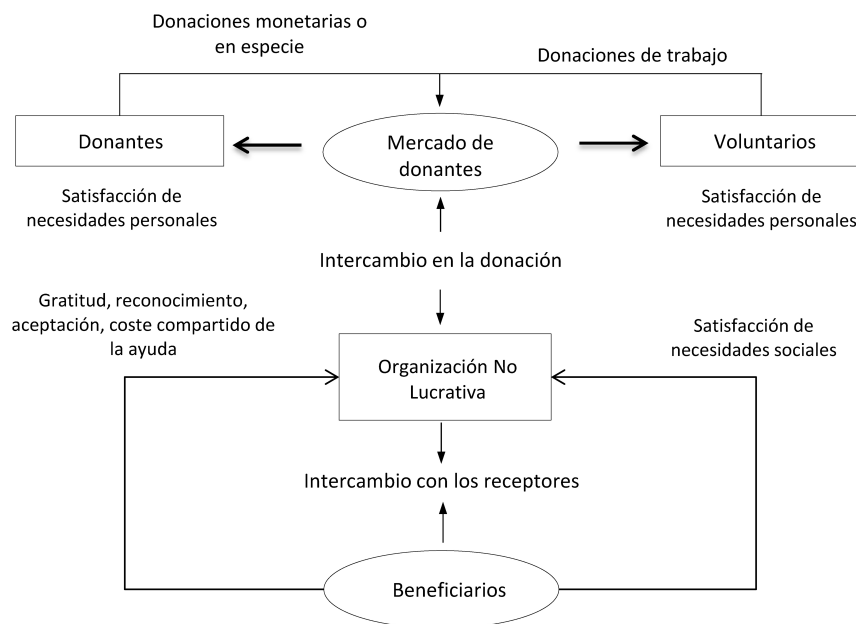 Donaciones monetarias o
en especie
Donaciones de trabajo
Donantes
Mercado de
donantes
Voluntarios
Satisfacción de
necesidades personales
Satisfacción de
necesidades personales
Intercambio en la donación
Gratitud, reconocimiento,
aceptación, coste compartido de
la ayuda
Satisfacción de
necesidades sociales
Organización No
Lucrativa
Intercambio con los receptores
Beneficiarios